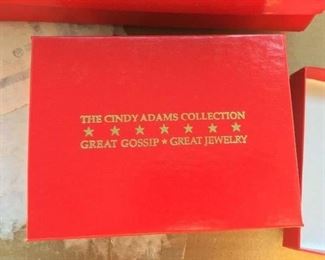 THE CINDY ADAMS COLLECTION
★ ★ ★ ★ ★ ★ ★
GREAT GOSSIP ★ GREAT JEWELRY